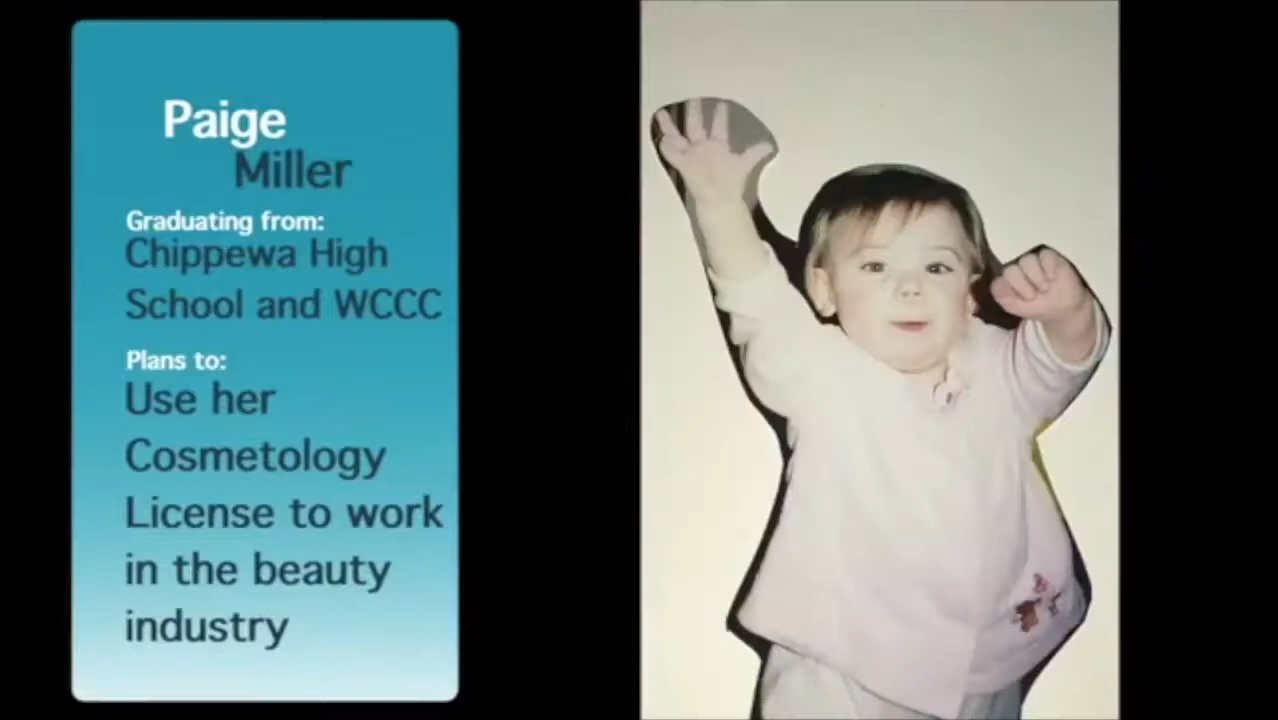 Paige
Miller
Graduating from:
Chippewa High
School and WCCC
Plans to:
Use her
Cosmetology
License to work
in the beauty
industry